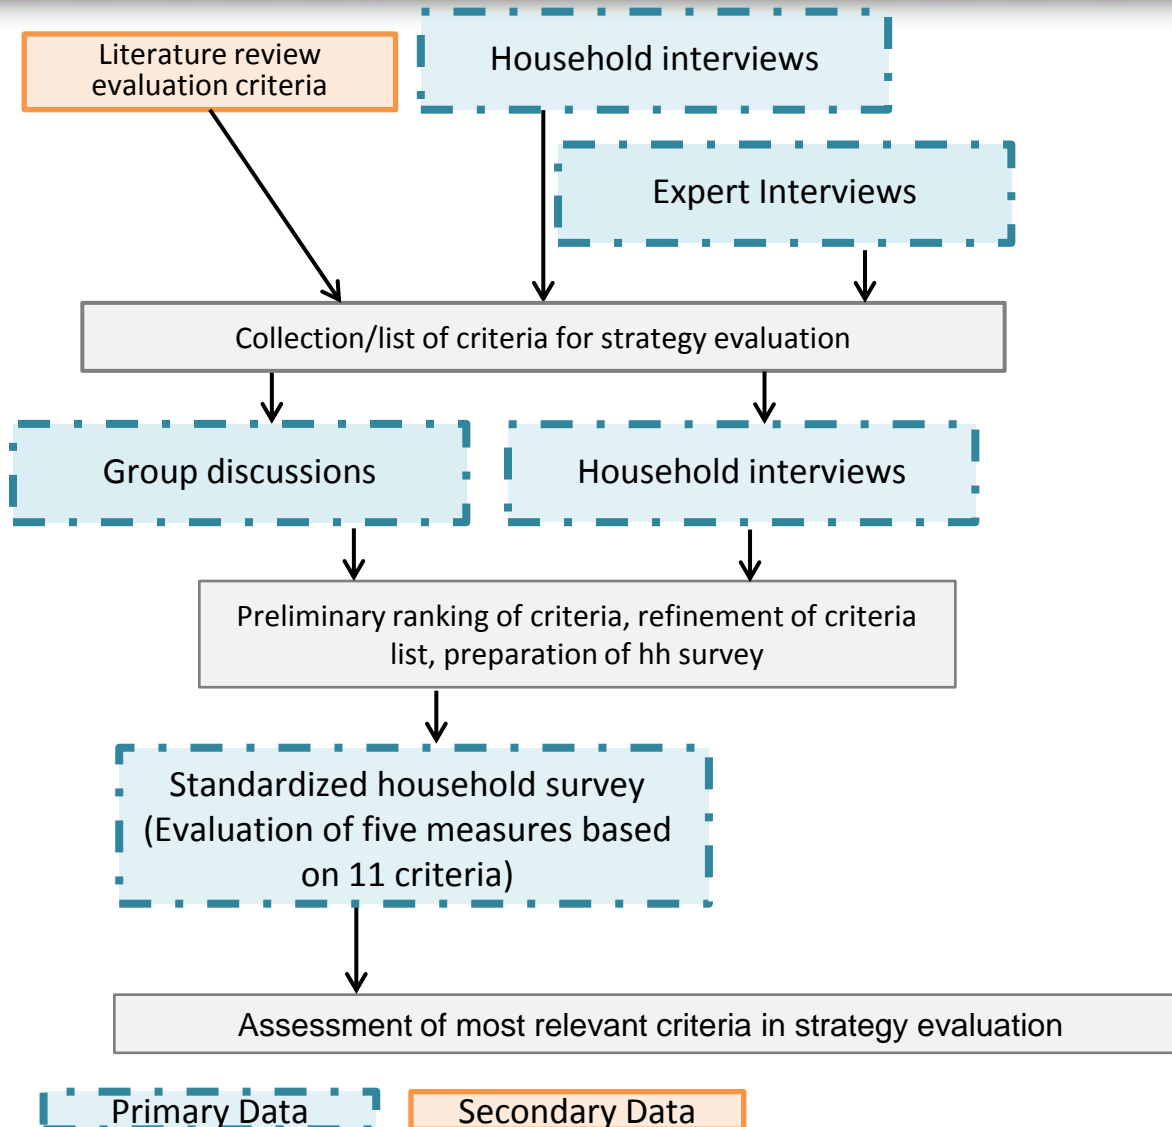 Literature review
evaluation criteria
Household interviews
Expert Interviews
Collection/list of criteria for strategy evaluation
Group discussions
Household interviews
Preliminary ranking of criteria, refinement of criteria
list, preparation of hh survey
Standardized household survey
(Evaluation of five measures based
on 11 criteria)
Assessment of most relevant criteria in strategy evaluation
Primary Data
Secondary Data